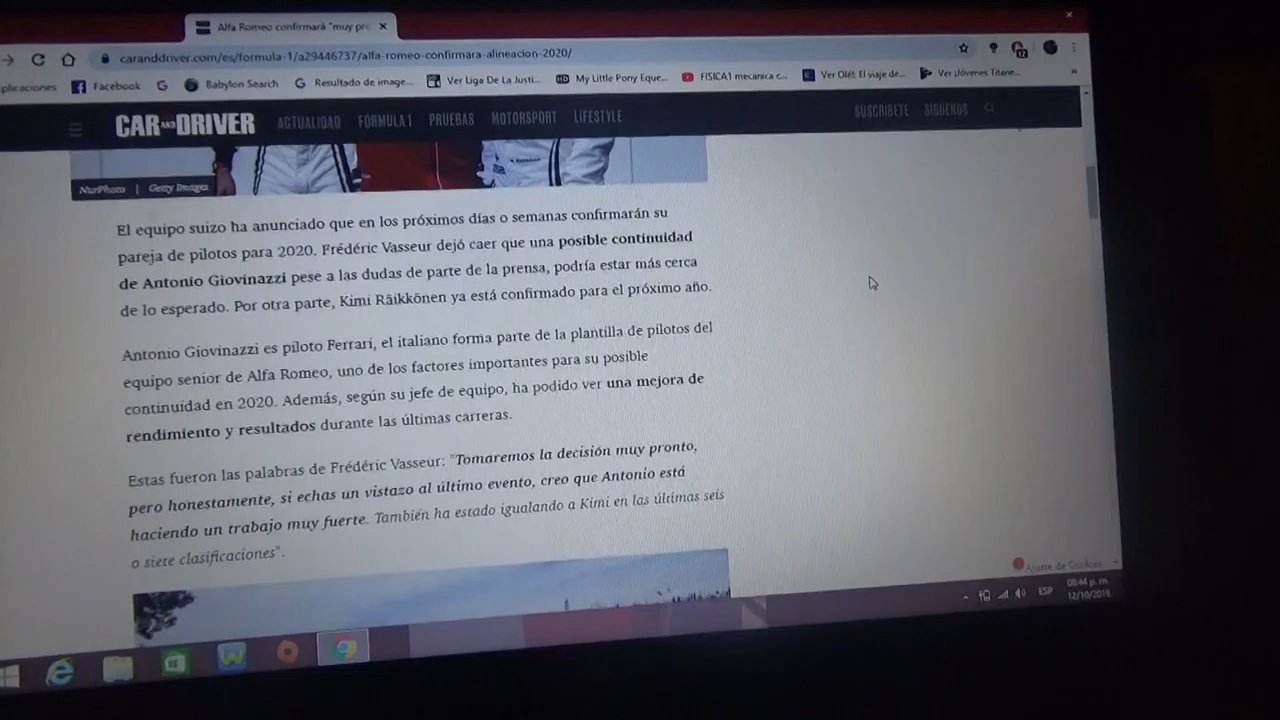 Alfa Romeo confirmará "muy pro
caranddriver.com/es/formula-1/a29446737/alfa-romeo-confirmara-alineacion-2020/
12
plicaciones
Facebook
Babylon Search
Resultado de image...
Ver Liga De La Justi...
HD My Little Pony Eque...
FISICA1 mecanica c...
Ver Olé!: El viaje de...
Ver Jóvenes Titane...
»
CAR AND DRIVER
ACTUALIDAD
FÓRMULA 1
PRUEBAS
MOTORSPORT
LIFESTYLE
SUSCRÍBETE
SÍGUENOS
NurPhoto | Getty Images
El equipo suizo ha anunciado que en los próximos días o semanas confirmarán su
pareja de pilotos para 2020. Frédéric Vasseur dejó caer que una posible continuidad
de Antonio Giovinazzi pese a las dudas de parte de la prensa, podría estar más cerca
de lo esperado. Por otra parte, Kimi Räikkönen ya está confirmado para el próximo año.
Antonio Giovinazzi es piloto Ferrari, el italiano forma parte de la plantilla de pilotos del
equipo senior de Alfa Romeo, uno de los factores importantes para su posible
continuidad en 2020. Además, según su jefe de equipo, ha podido ver una mejora de
rendimiento y resultados durante las últimas carreras.
Estas fueron las palabras de Frédéric Vasseur: "Tomaremos la decisión muy pronto,
pero honestamente, si echas un vistazo al último evento, creo que Antonio está
haciendo un trabajo muy fuerte. También ha estado igualando a Kimi en las últimas seis
o siete clasificaciones".
Ajuste de Cookies
ESP
08:44 p. m.
12/10/2019